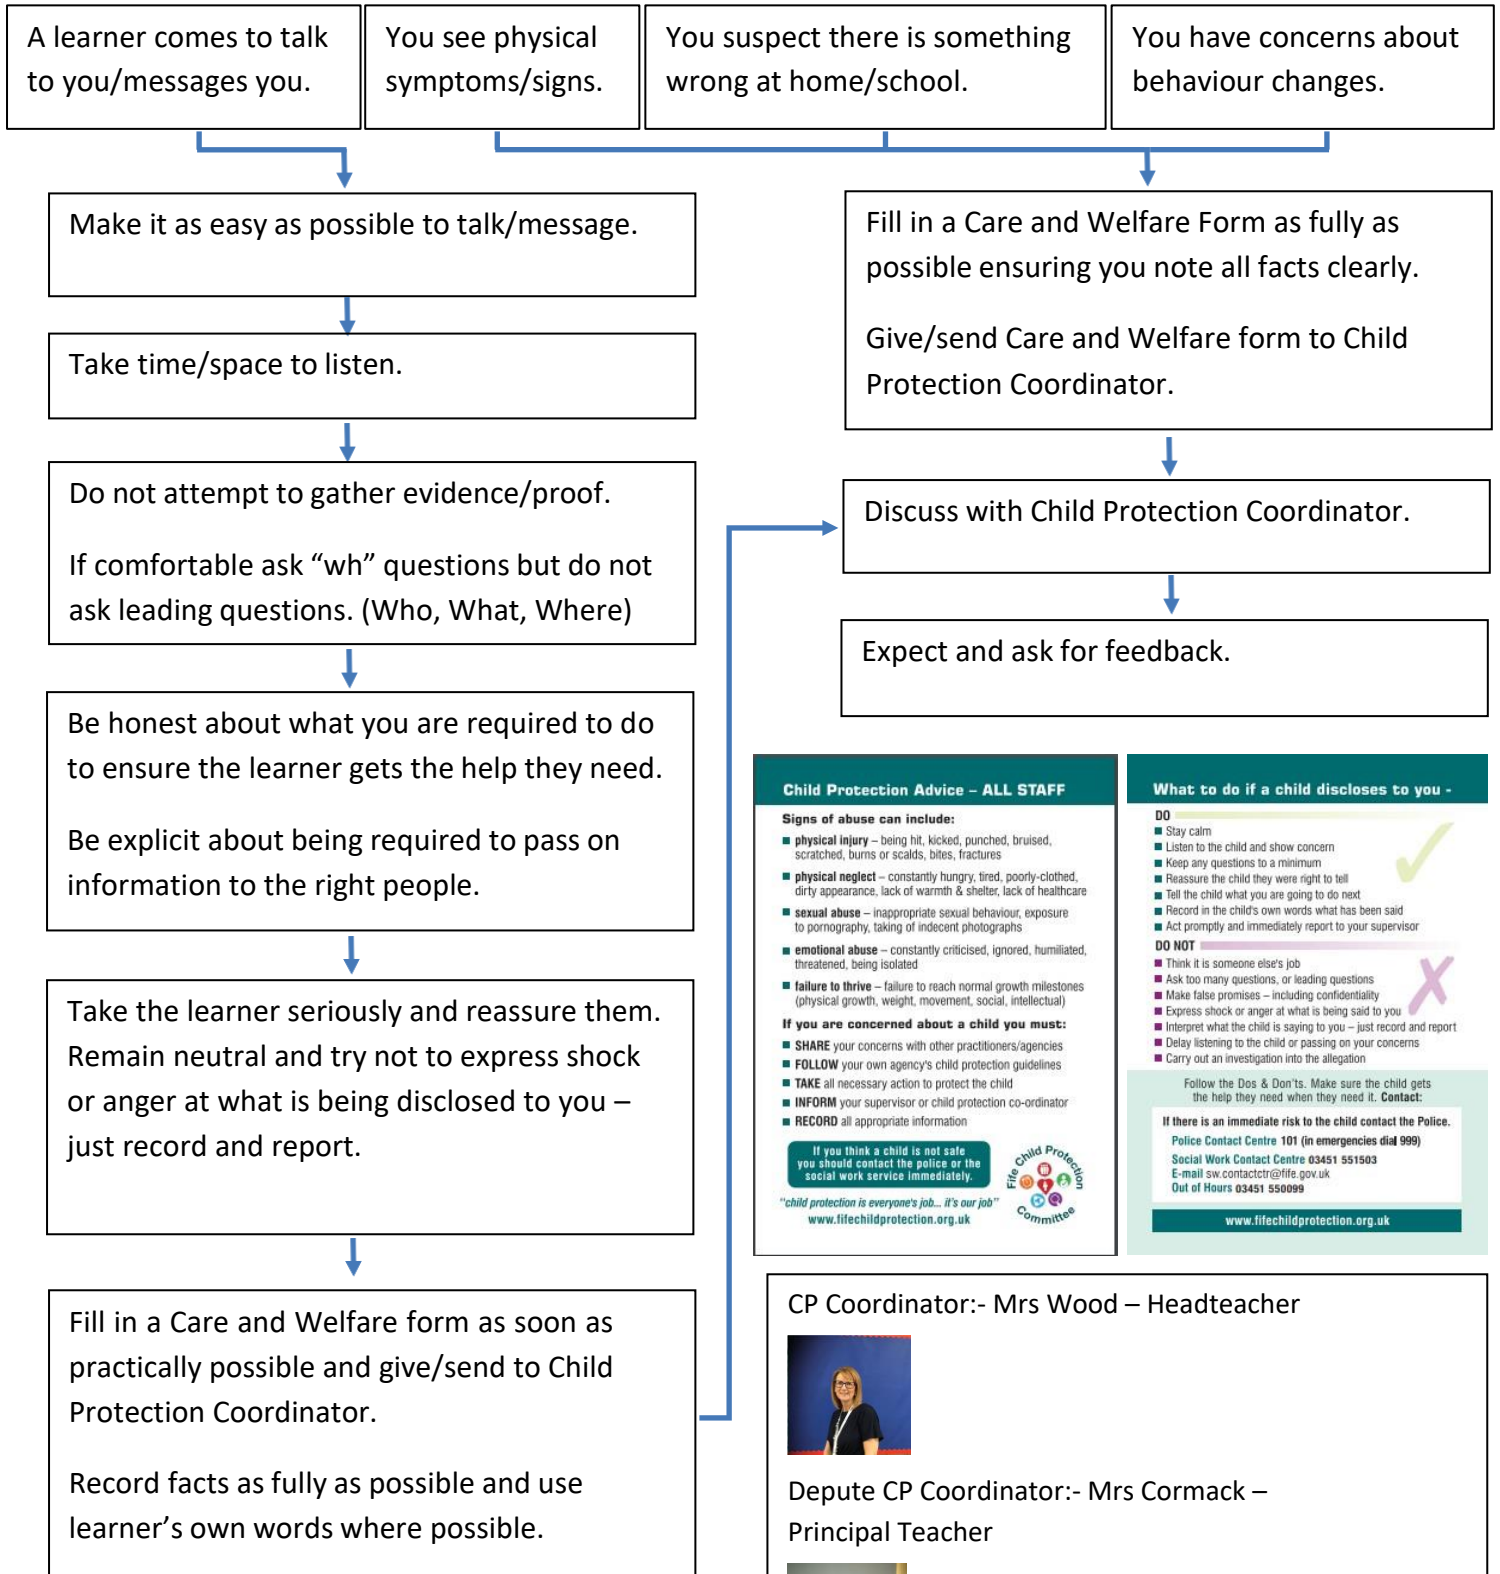 A learner comes to talk
to you/messages you.
You see physical
symptoms/signs.
You suspect there is something
wrong at home/school.
You have concerns about
behaviour changes.
Make it as easy as possible to talk/message.
Take time/space to listen.
Do not attempt to gather evidence/proof.
If comfortable ask “wh” questions but do not
ask leading questions. (Who, What, Where)
Be honest about what you are required to do
to ensure the learner gets the help they need.
Be explicit about being required to pass on
information to the right people.
Take the learner seriously and reassure them.
Remain neutral and try not to express shock
or anger at what is being disclosed to you –
just record and report.
Fill in a Care and Welfare form as soon as
practically possible and give/send to Child
Protection Coordinator.
Record facts as fully as possible and use
learner’s own words where possible.
Fill in a Care and Welfare Form as fully as
possible ensuring you note all facts clearly.
Give/send Care and Welfare form to Child
Protection Coordinator.
Discuss with Child Protection Coordinator.
Expect and ask for feedback.
Child Protection Advice – ALL STAFF
Signs of abuse can include:
physical injury – being hit, kicked, punched, bruised,
scratched, burns or scalds, bites, fractures
physical neglect – constantly hungry, tired, poorly-clothed,
dirty appearance, lack of warmth & shelter, lack of healthcare
sexual abuse – inappropriate sexual behaviour, exposure
to pornography, taking of indecent photographs
emotional abuse – constantly criticised, ignored, humiliated,
threatened, being isolated
failure to thrive – failure to reach normal growth milestones
(physical growth, weight, movement, social, intellectual)
If you are concerned about a child you must:
SHARE your concerns with other practitioners/agencies
FOLLOW your own agency's child protection guidelines
TAKE all necessary action to protect the child
INFORM your supervisor or child protection co-ordinator
RECORD all appropriate information
If you think a child is not safe
you should contact the police or the
social work service immediately.
"child protection is everyone's job... it's our job"
www.fifechildprotection.org.uk
Fife Child Protection Committee
What to do if a child discloses to you -
DO
Stay calm
Listen to the child and show concern
Keep any questions to a minimum
Reassure the child they were right to tell
Tell the child what you are going to do next
Record in the child's own words what has been said
Act promptly and immediately report to your supervisor
DO NOT
Think it is someone else's job
Ask too many questions, or leading questions
Make false promises – including confidentiality
Express shock or anger at what is being said to you
Interpret what the child is saying to you – just record and report
Delay listening to the child or passing on your concerns
Carry out an investigation into the allegation
Follow the Dos & Don'ts. Make sure the child gets
the help they need when they need it. Contact:
If there is an immediate risk to the child contact the Police.
Police Contact Centre 101 (in emergencies dial 999)
Social Work Contact Centre 03451 551503
E-mail sw.contactctr@fife.gov.uk
Out of Hours 03451 550099
www.fifechildprotection.org.uk
CP Coordinator:- Mrs Wood – Headteacher
Depute CP Coordinator:- Mrs Cormack –
Principal Teacher